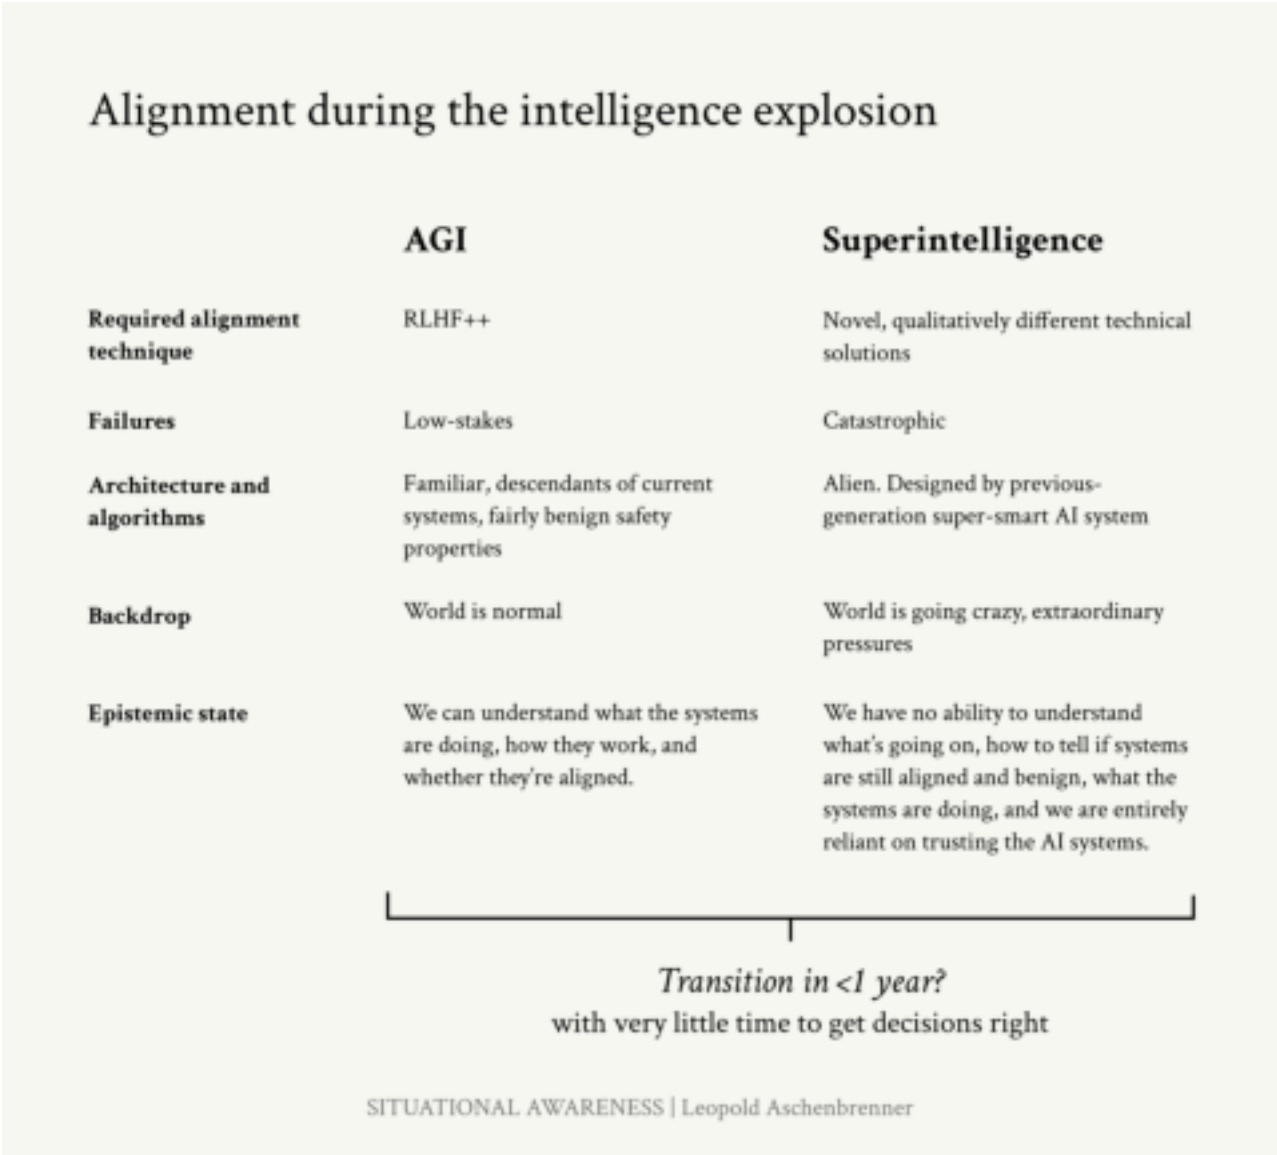 Alignment during the intelligence explosion
AGI
Superintelligence
Required alignment
technique
RLHF++
Novel, qualitatively different technical
solutions
Failures
Low-stakes
Catastrophic
Architecture and
algorithms
Familiar, descendants of current
systems, fairly benign safety
properties
Alien. Designed by previous-
generation super-smart AI system
Backdrop
World is normal
World is going crazy, extraordinary
pressures
Epistemic state
We can understand what the systems
are doing, how they work, and
whether they're aligned.
We have no ability to understand
what's going on, how to tell if systems
are still aligned and benign, what the
systems are doing, and we are entirely
reliant on trusting the AI systems.
Transition in <1 year?
with very little time to get decisions right
SITUATIONAL AWARENESS | Leopold Aschenbrenner